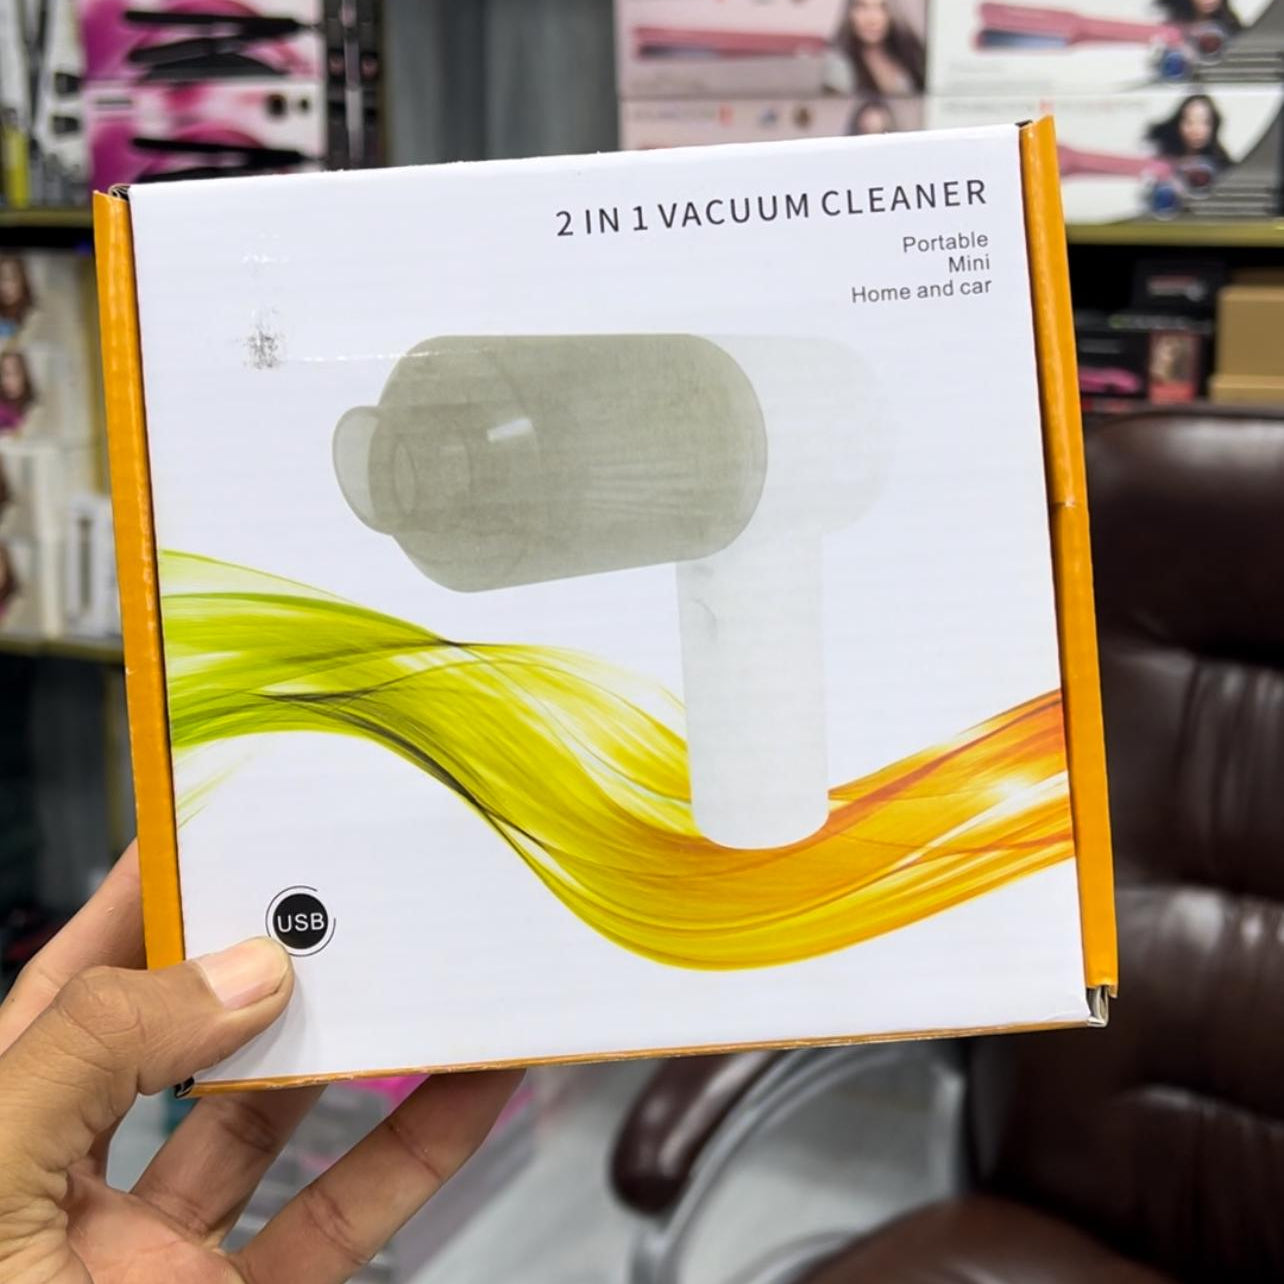 2 IN 1 VACUUM CLEANER
Portable
Mini
Home and car
USB